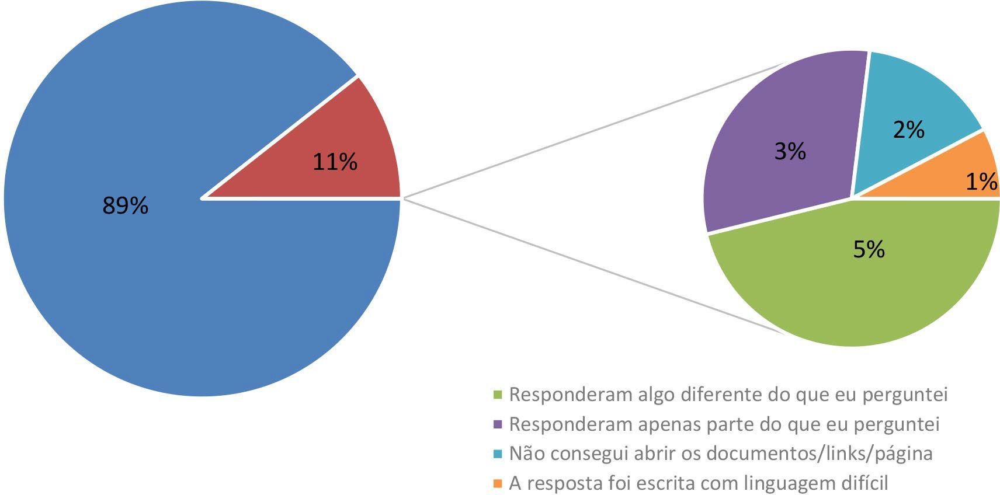 89%
11%
3%
2%
1%
5%
Responderam algo diferente do que eu perguntei
Responderam apenas parte do que eu perguntei
Não consegui abrir os documentos/links/página
A resposta foi escrita com linguagem difícil